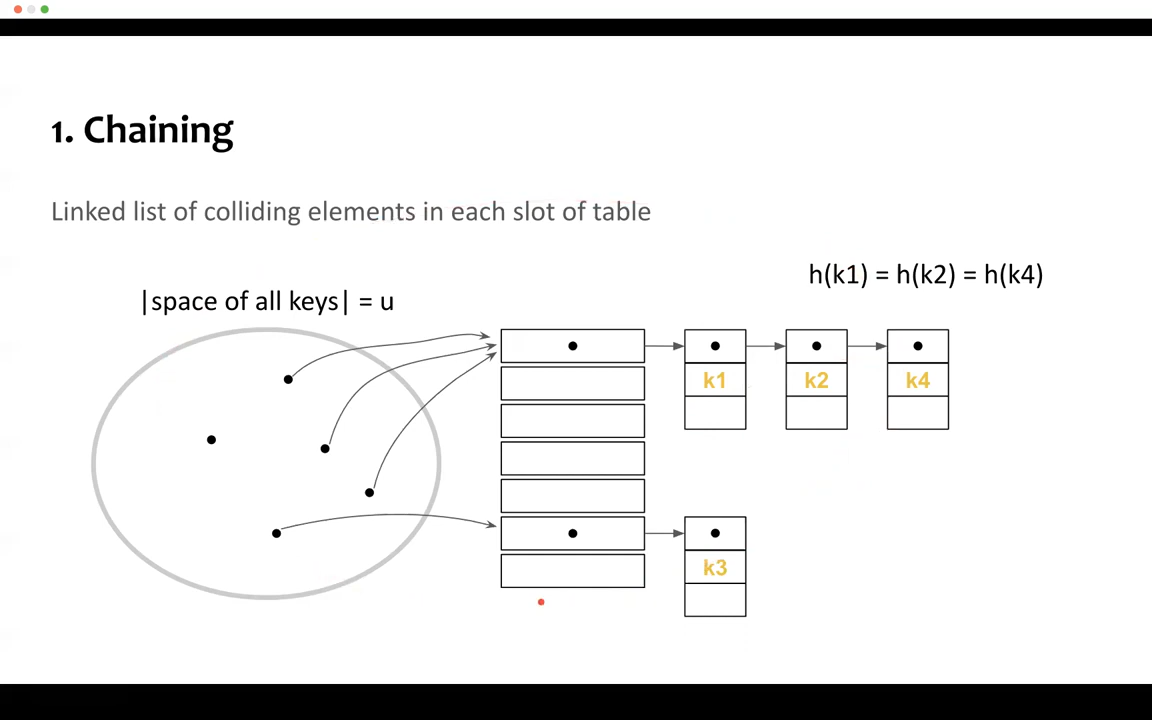 1. Chaining
Linked list of colliding elements in each slot of table
h(k1) = h(k2) = h(k4)
|space of all keys| = u
k1
k2
k4
k3